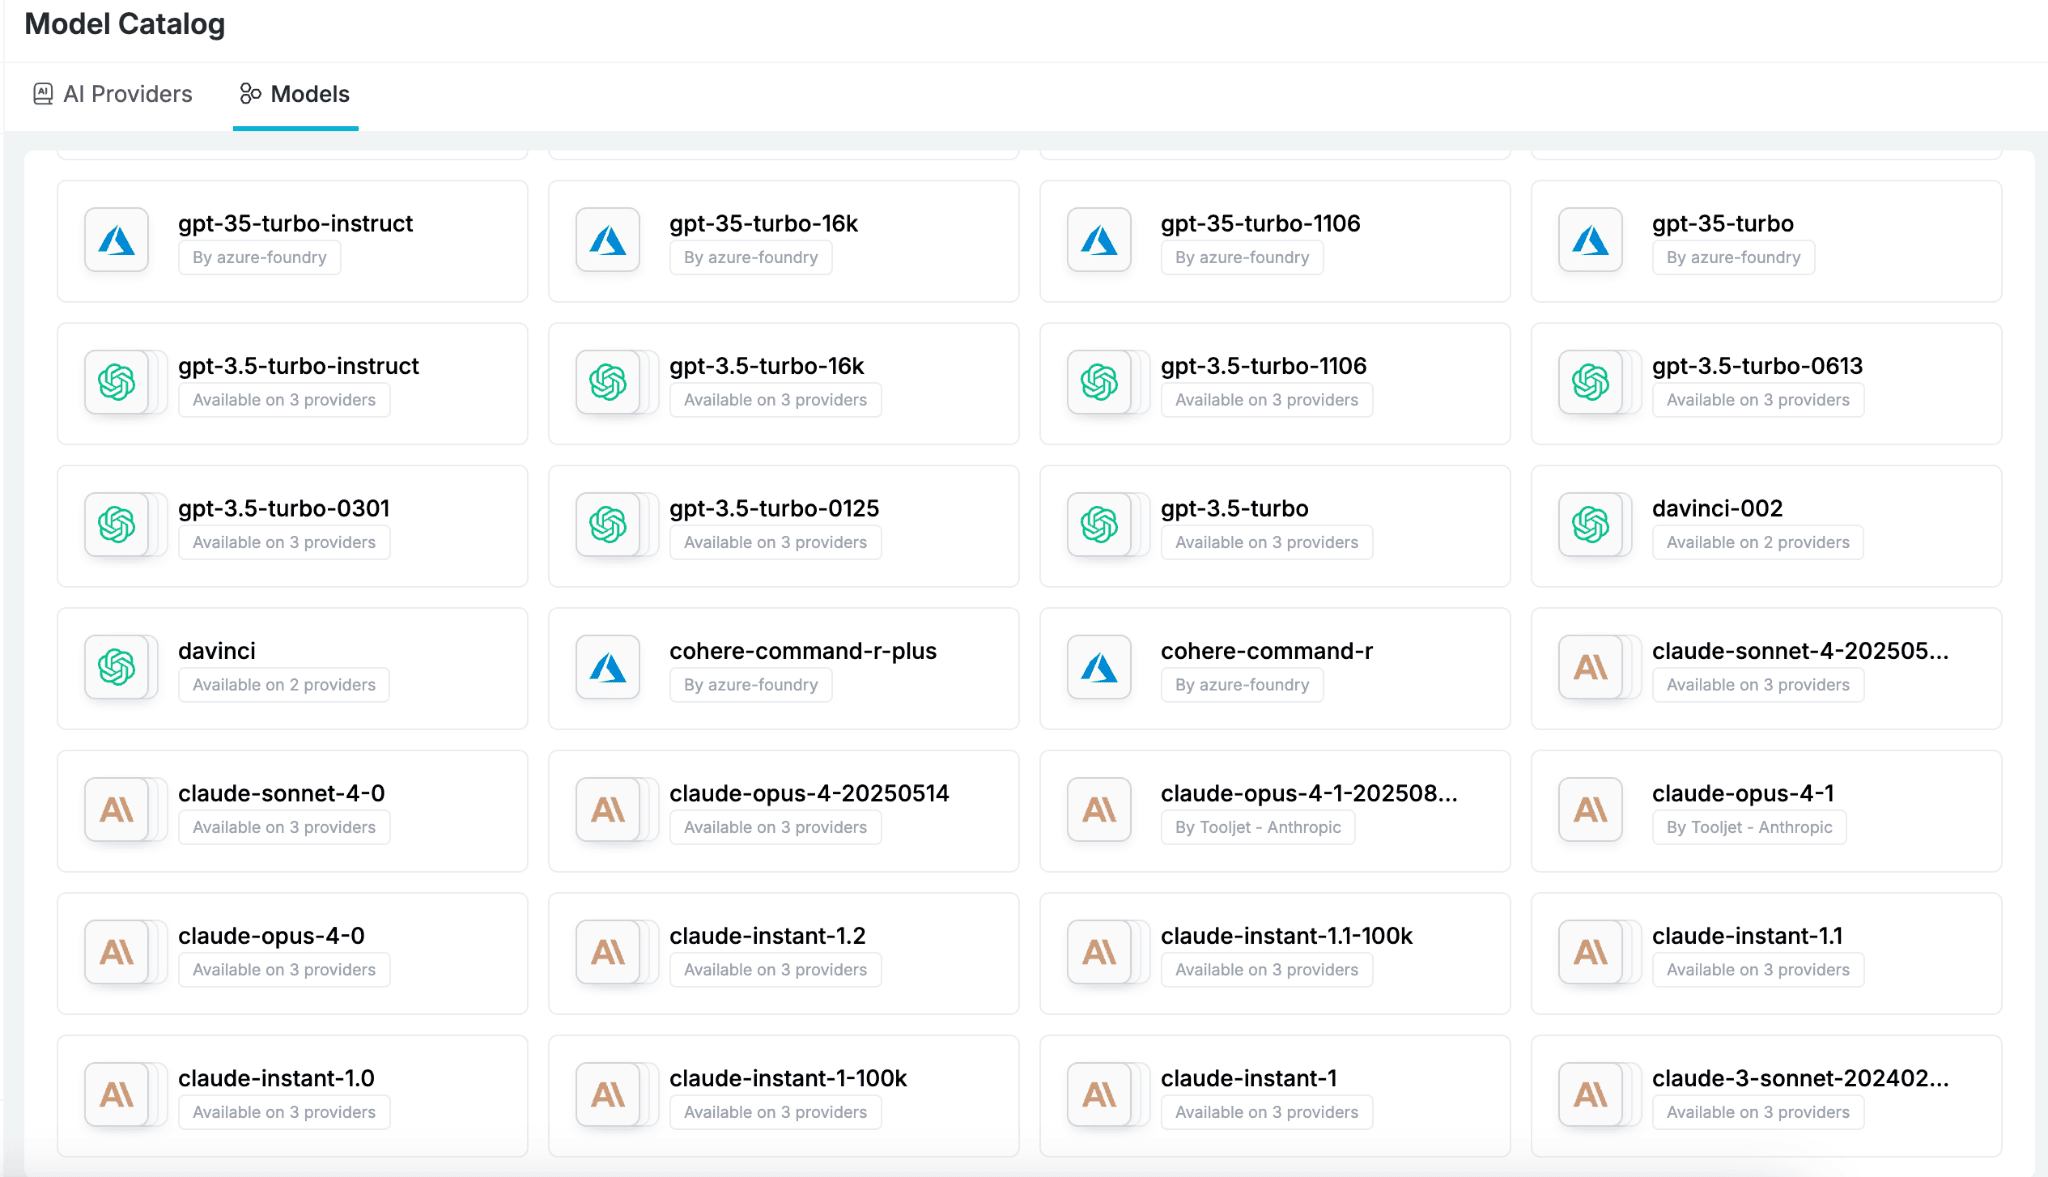 Model Catalog
AI Providers
Models
gpt-35-turbo-instruct
By azure-foundry
gpt-35-turbo-16k
By azure-foundry
gpt-35-turbo-1106
By azure-foundry
gpt-35-turbo
By azure-foundry
gpt-3.5-turbo-instruct
Available on 3 providers
gpt-3.5-turbo-16k
Available on 3 providers
gpt-3.5-turbo-1106
Available on 3 providers
gpt-3.5-turbo-0613
Available on 3 providers
gpt-3.5-turbo-0301
Available on 3 providers
gpt-3.5-turbo-0125
Available on 3 providers
gpt-3.5-turbo
Available on 3 providers
davinci-002
Available on 2 providers
davinci
Available on 2 providers
cohere-command-r-plus
By azure-foundry
cohere-command-r
By azure-foundry
claude-sonnet-4-202505...
Available on 3 providers
claude-sonnet-4-0
Available on 3 providers
claude-opus-4-20250514
Available on 3 providers
claude-opus-4-1-202508...
By Tooljet - Anthropic
claude-opus-4-1
By Tooljet - Anthropic
claude-opus-4-0
Available on 3 providers
claude-instant-1.2
Available on 3 providers
claude-instant-1.1-100k
Available on 3 providers
claude-instant-1.1
Available on 3 providers
claude-instant-1.0
Available on 3 providers
claude-instant-1-100k
Available on 3 providers
claude-instant-1
Available on 3 providers
claude-3-sonnet-202402...
Available on 3 providers